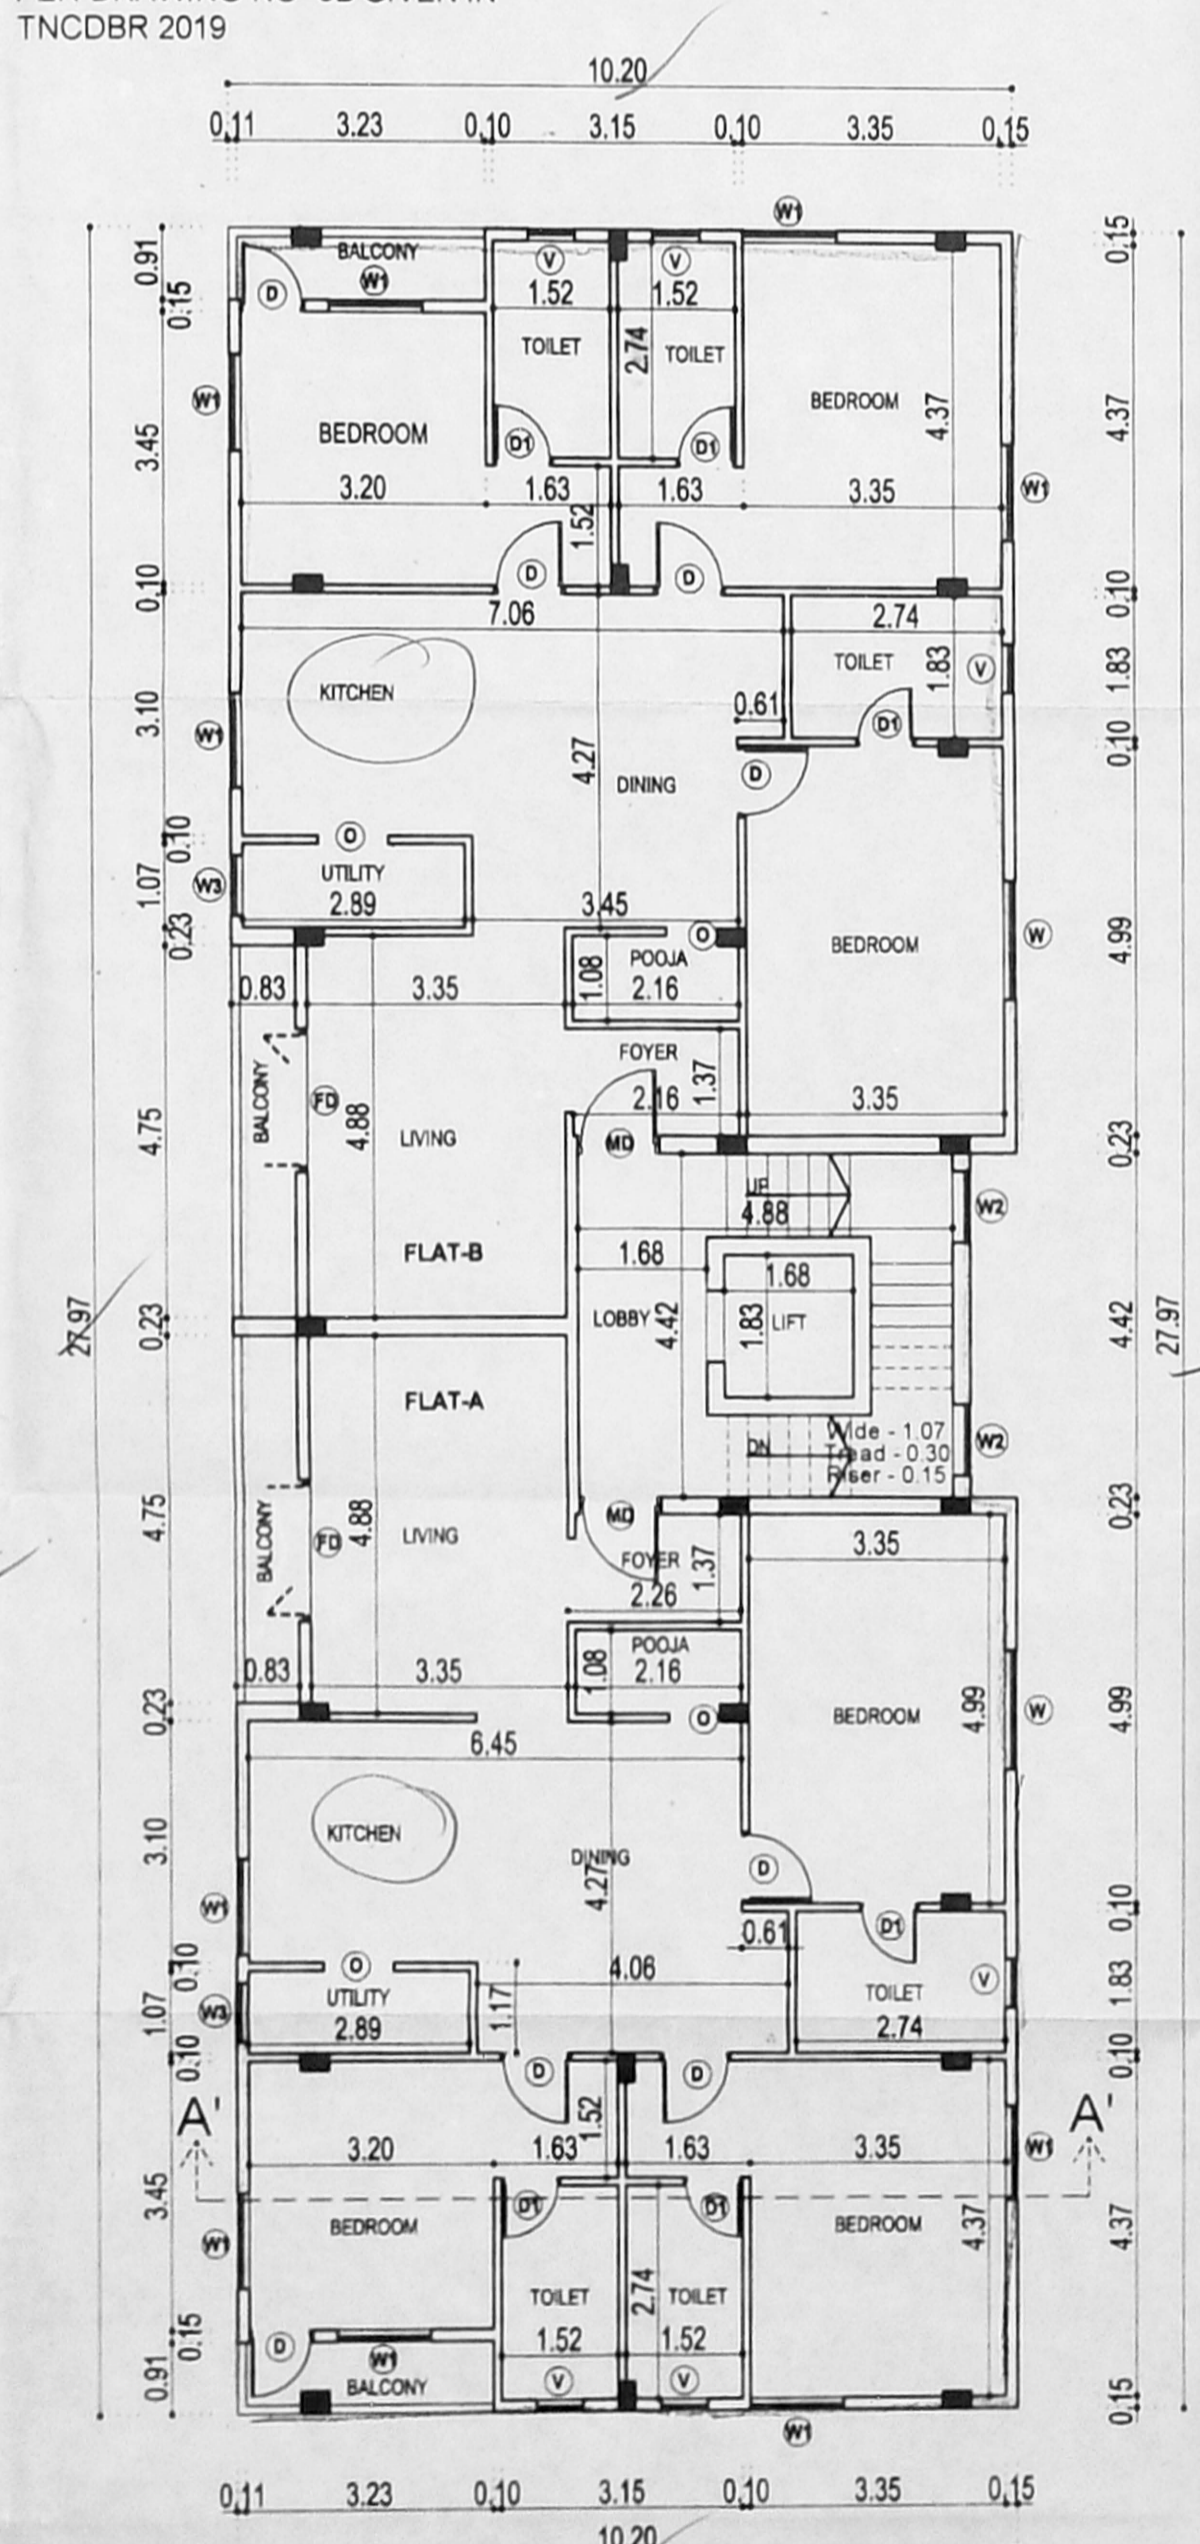 TNCDBR 2019
10.20
0.11 3.23 0.10 3.15 0.10 3.35 0.15
W1
0.91 BALCONY 0.15
W1 V V
D 1.52 1.52
0.15
TOILET 2.74 TOILET
W1 BEDROOM 4.37 4.37
3.45 BEDROOM D1 D1
3.20 1.63 1.63 3.35 W1
1.52
0.10 D D 0.10
7.06 2.74
TOILET 1.83 V 1.83
KITCHEN
3.10 0.61 D1
W1 0.10
4.27 DINING D
0.10 O
UTILITY
1.07 W3 2.89 3.45
0.23 O BEDROOM W 4.99
POOJA
0.83 3.35 1.08 2.16
FOYER
BALCONY FD 1.37
2.16 3.35
4.75 4.88 LIVING MD 0.23
UP W2
4.88
FLAT-B 1.68 1.68
27.97 0.23 LOBBY 4.42 1.83 LIFT 4.42 27.97
FLAT-A
Wide - 1.07
DN Tread - 0.30 W2
Riser - 0.15
4.75 BALCONY FD 4.88 LIVING MD 0.23
3.35
FOYER 1.37
2.26
POOJA
0.83 3.35 1.08 2.16
0.23 O BEDROOM 4.99 W 4.99
6.45
3.10 KITCHEN
DINING D
4.27
W1 0.10
D1
0.61
0.10 O 4.06
UTILITY TOILET V 1.83
1.07 W3 2.89 1.17 2.74
0.10 D D 0.10
A' 1.52 A'
3.20 1.63 1.63 3.35 W1
3.45 D1 D1
W1 BEDROOM BEDROOM 4.37 4.37
TOILET 2.74 TOILET
0.15 D 1.52 1.52
W1 V V
0.91 BALCONY 0.15
W1
0.11 3.23 0.10 3.15 0.10 3.35 0.15
10.20